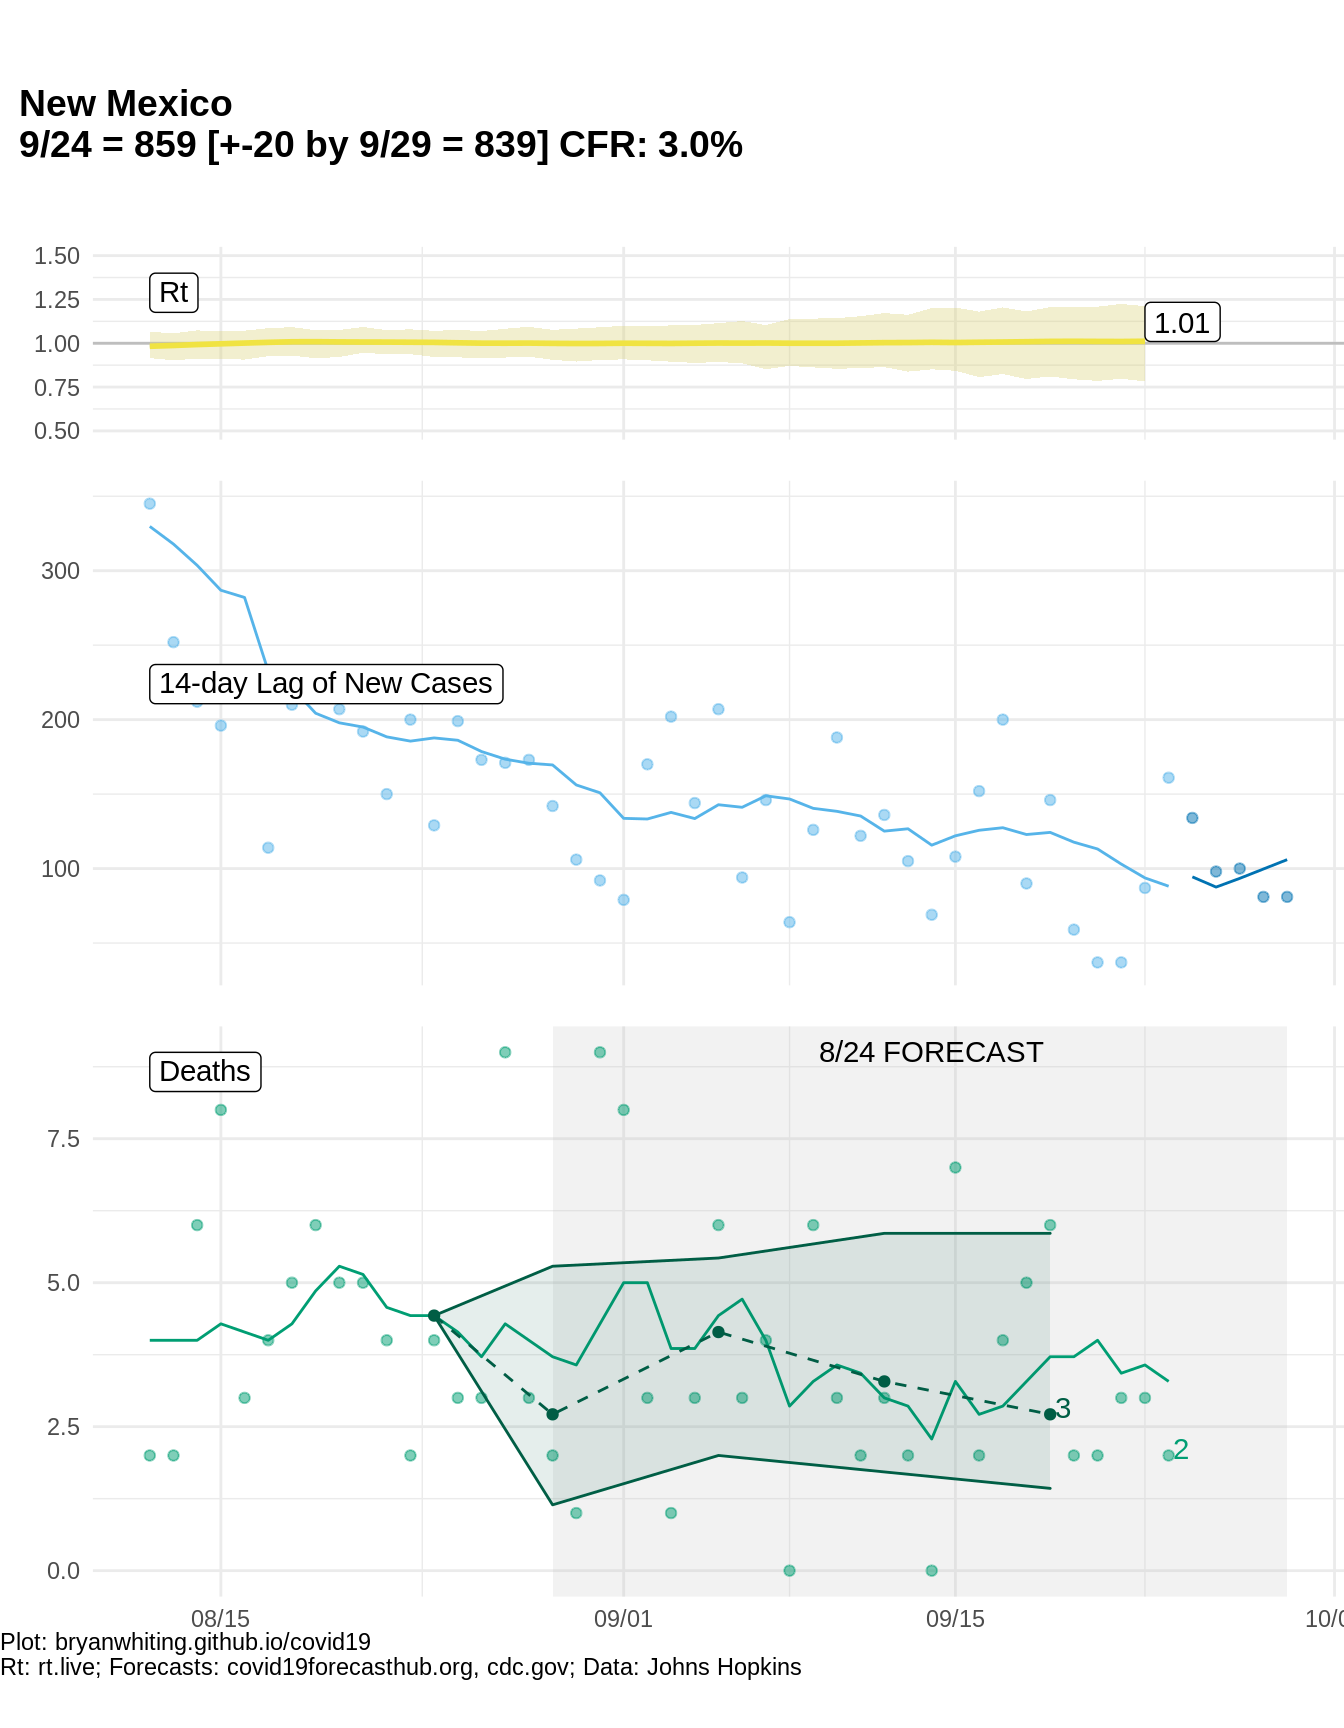 New Mexico
9/24 = 859 [+-20 by 9/29 = 839] CFR: 3.0%
1.50
Rt
1.25
1.01
1.00
0.75
0.50
300
14-day Lag of New Cases
200
100
8/24 FORECAST
Deaths
7.5
5.0
3
2.5
2
0.0
08/15 09/01 09/15 10/0
Plot: bryanwhiting.github.io/covid19
Rt: rt.live; Forecasts: covid19forecasthub.org, cdc.gov; Data: Johns Hopkins